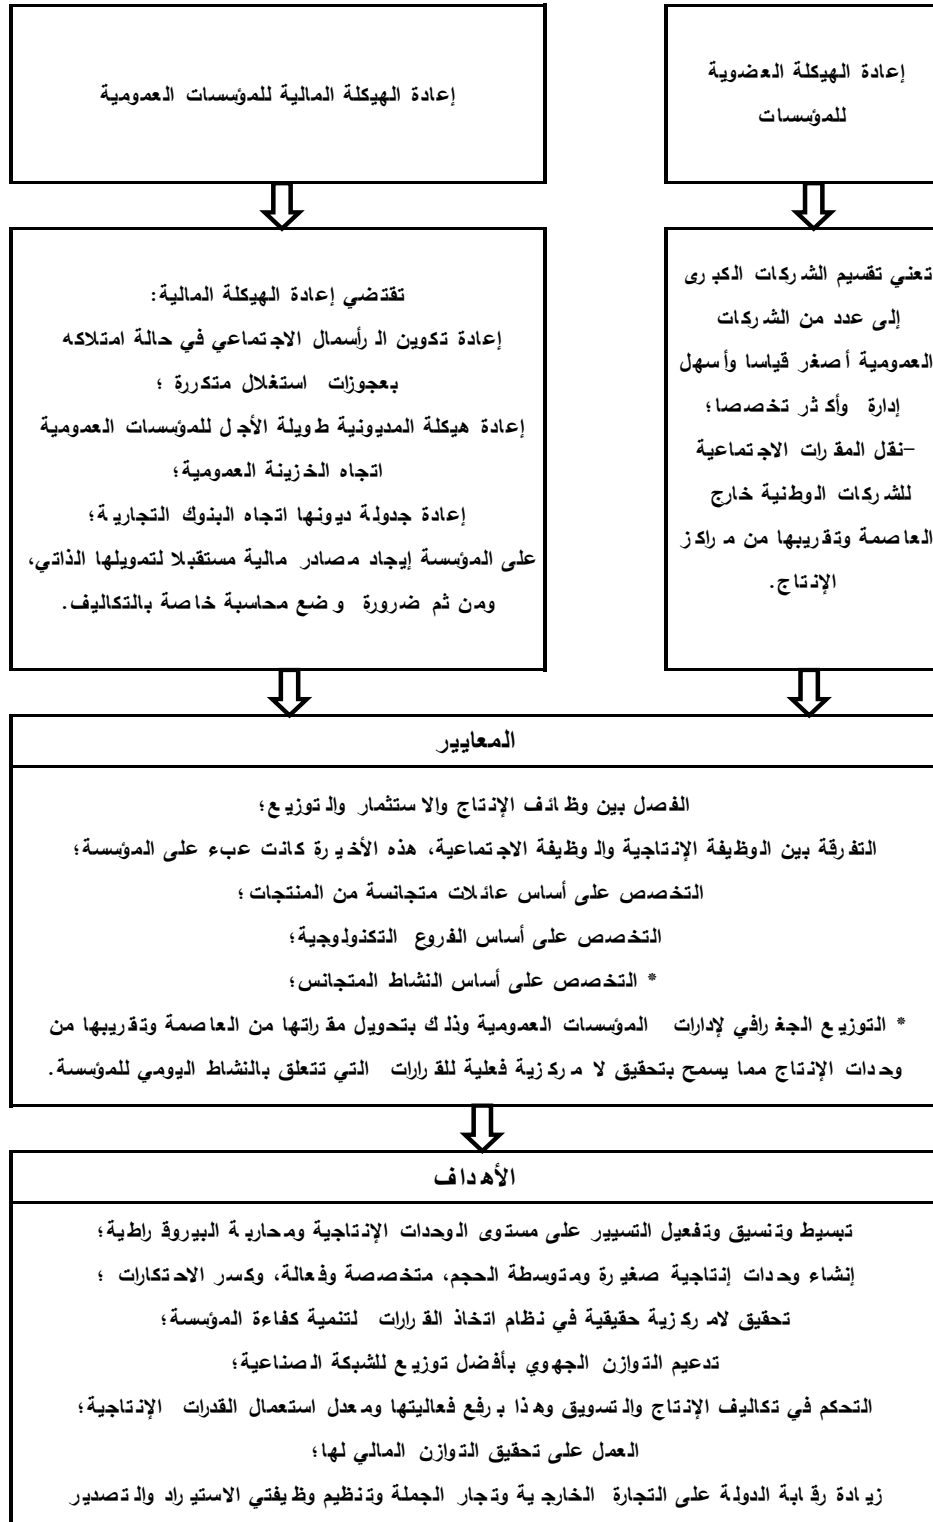 إعادة الهيكلة العضوية
للمؤسسات
إعادة الهيكلة المالية للمؤسسات العمومية
تعني تقسيم الشركات الكبرى
إلى عدد من الشركات
العمومية أصغر قياسا وأسهل
إدارة وأكثر تخصصا؛
–نقل المقرات الاجتماعية
للشركات الوطنية خارج
العاصمة وتقريبها من مراكز
الإنتاج.
تقتضي إعادة الهيكلة المالية:
إعادة تكوين الرأسمال الاجتماعي في حالة امتلاكه
بعجوزات استغلال متكررة ؛
إعادة هيكلة المديونية طويلة الأجل للمؤسسات العمومية
اتجاه الخزينة العمومية؛
إعادة جدولة ديونها اتجاه البنوك التجارية؛
على المؤسسة إيجاد مصادر مالية مستقبلا لتمويلها الذاتي،
ومن ثم ضرورة وضع محاسبة خاصة بالتكاليف.
المعايير
الفصل بين وظائف الإنتاج والاستثمار والتوزيع؛
التفرقة بين الوظيفة الإنتاجية والوظيفة الاجتماعية، هذه الأخيرة كانت عبء على المؤسسة؛
التخصص على أساس عائلات متجانسة من المنتجات ؛
التخصص على أساس الفروع التكنولوجية؛
* التخصص على أساس النشاط المتجانس؛
* التوزيع الجغرافي لإدارات المؤسسات العمومية وذلك بتحويل مقراتها من العاصمة وتقريبها من
وحدات الإنتاج مما يسمح بتحقيق لا مركزية فعلية للقرارات التي تتعلق بالنشاط اليومي للمؤسسة.
الأهداف
تبسيط وتنسيق وتفعيل التسيير على مستوى الوحدات الإنتاجية ومحاربة البيروقراطية؛
إنشاء وحدات إنتاجية صغيرة ومتوسطة الحجم، متخصصة وفعالة، وكسر الاحتكارات ؛
تحقيق لامركزية حقيقية في نظام اتخاذ القرارات لتنمية كفاءة المؤسسة؛
تدعيم التوازن الجهوي بأفضل توزيع للشبكة الصناعية؛
التحكم في تكاليف الإنتاج والتسويق وهذا برفع فعاليتها ومعدل استعمال القدرات الإنتاجية؛
العمل على تحقيق التوازن المالي لها؛
زيادة رقابة الدولة على التجارة الخارجية وتجار الجملة وتنظيم وظيفتي الاستيراد والتصدير